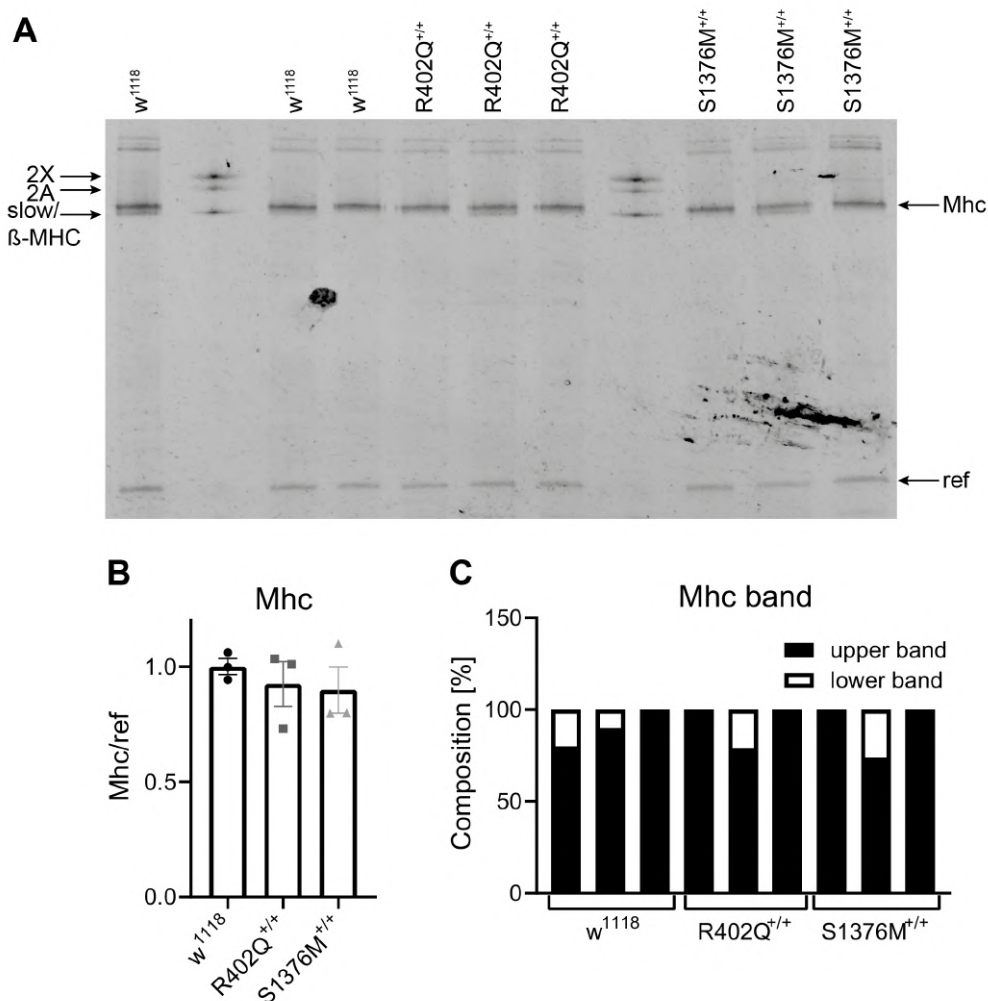 A
w1118
w1118
w1118
R402Q+/+
R402Q+/+
R402Q+/+
S1376M+/+
S1376M+/+
S1376M+/+
2X
2A
slow/
ß-MHC
Mhc
ref
B
Mhc
Mhc/ref
1.0
0.5
0.0
w1118
R402Q+/+
S1376M+/+
C
Mhc band
Composition [%]
150
100
50
0
upper band
lower band
w1118
R402Q+/+
S1376M+/+